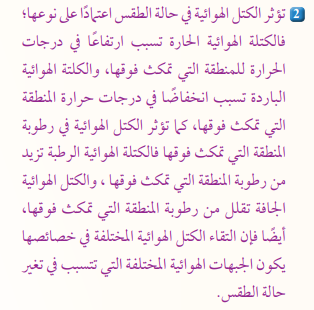 2 تؤثر الكتل الهوائية في حالة الطقس اعتمادًا على نوعها؛
فالكتلة الهوائية الحارة تسبب ارتفاعًا في درجات
الحرارة للمنطقة التي تمكث فوقها، والكلتة الهوائية
الباردة تسبب انخفاضًا في درجات حرارة المنطقة
التي تمكث فوقها، كما تؤثر الكتل الهوائية في رطوبة
المنطقة التي تمكث فوقها فالكتلة الهوائية الرطبة تزيد
من رطوبة المنطقة التي تمكث فوقها ، والكتل الهوائية
الجافة تقلل من رطوبة المنطقة التي تمكث فوقها،
أيضًا فإن التقاء الكتل الهوائية المختلفة في خصائصها
يكون الجبهات الهوائية المختلفة التي تتسبب في تغير
حالة الطقس.